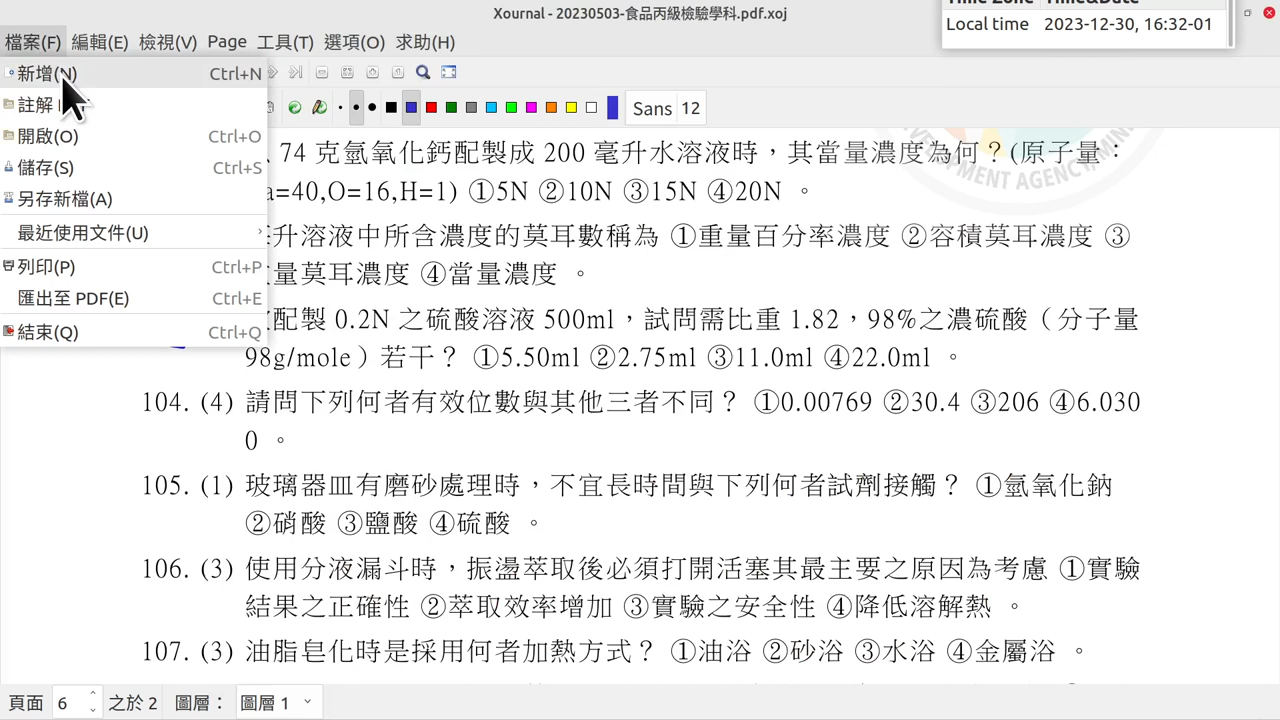 Xournal - 20230503-食品丙級檢驗學科.pdf.xoj
Time Zone Time&Date
Local time 2023-12-30, 16:32-01
檔案(F) 編輯(E) 檢視(V) Page 工具(T) 選項(O) 求助(H)
新增(N) Ctrl+N
註解
開啟(O) Ctrl+O
儲存(S) Ctrl+S
另存新檔(A)
最近使用文件(U)
列印(P) Ctrl+P
匯出至 PDF(E) Ctrl+E
結束(Q) Ctrl+Q
Sans 12
VELOPMENT AGENCY,MIN
74 克氫氧化鈣配製成 200 毫升水溶液時，其當量濃度為何？(原子量：
a=40,O=16,H=1) ①5N ②10N ③15N ④20N 。
升溶液中所含濃度的莫耳數稱為 ①重量百分率濃度 ②容積莫耳濃度 ③
量莫耳濃度 ④當量濃度 。
配製 0.2N 之硫酸溶液 500ml，試問需比重 1.82，98%之濃硫酸（分子量
98g/mole）若干？ ①5.50ml ②2.75ml ③11.0ml ④22.0ml 。
104. (4) 請問下列何者有效位數與其他三者不同？ ①0.00769 ②30.4 ③206 ④6.030
0 。
105. (1) 玻璃器皿有磨砂處理時，不宜長時間與下列何者試劑接觸？ ①氫氧化鈉
②硝酸 ③鹽酸 ④硫酸 。
106. (3) 使用分液漏斗時，振盪萃取後必須打開活塞其最主要之原因為考慮 ①實驗
結果之正確性 ②萃取效率增加 ③實驗之安全性 ④降低溶解熱 。
107. (3) 油脂皂化時是採用何者加熱方式？ ①油浴 ②砂浴 ③水浴 ④金屬浴 。
頁面 6 之於 2 圖層： 圖層 1